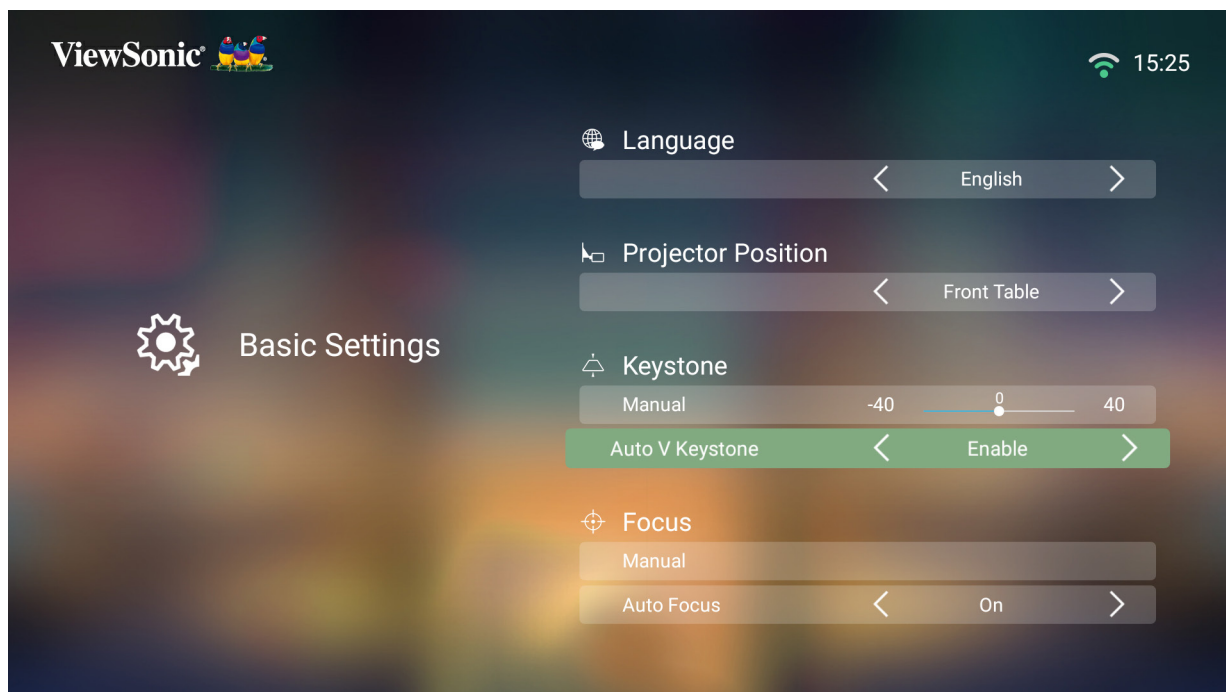 ViewSonic®
15:25
Language
English
Projector Position
Front Table
Basic Settings
Keystone
Manual -40 0 40
Auto V Keystone Enable
Focus
Manual
Auto Focus On